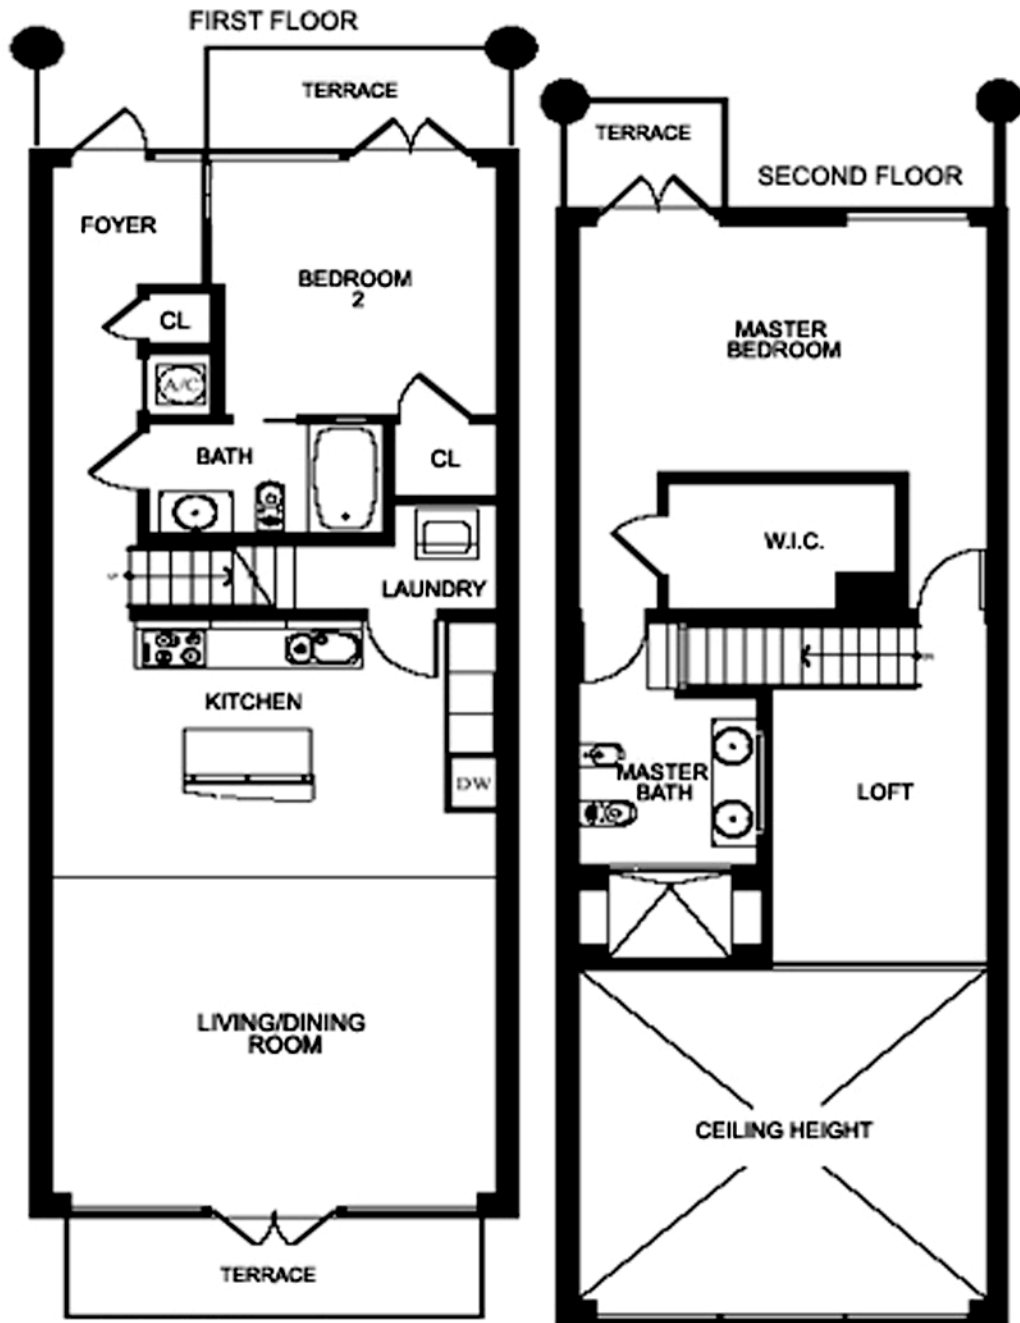 FIRST FLOOR
TERRACE
FOYER
BEDROOM
2
CL
A/C
BATH
CL
LAUNDRY
KITCHEN
DW
LIVING/DINING
ROOM
TERRACE
TERRACE
SECOND FLOOR
MASTER
BEDROOM
W.I.C.
MASTER
BATH
LOFT
CEILING HEIGHT